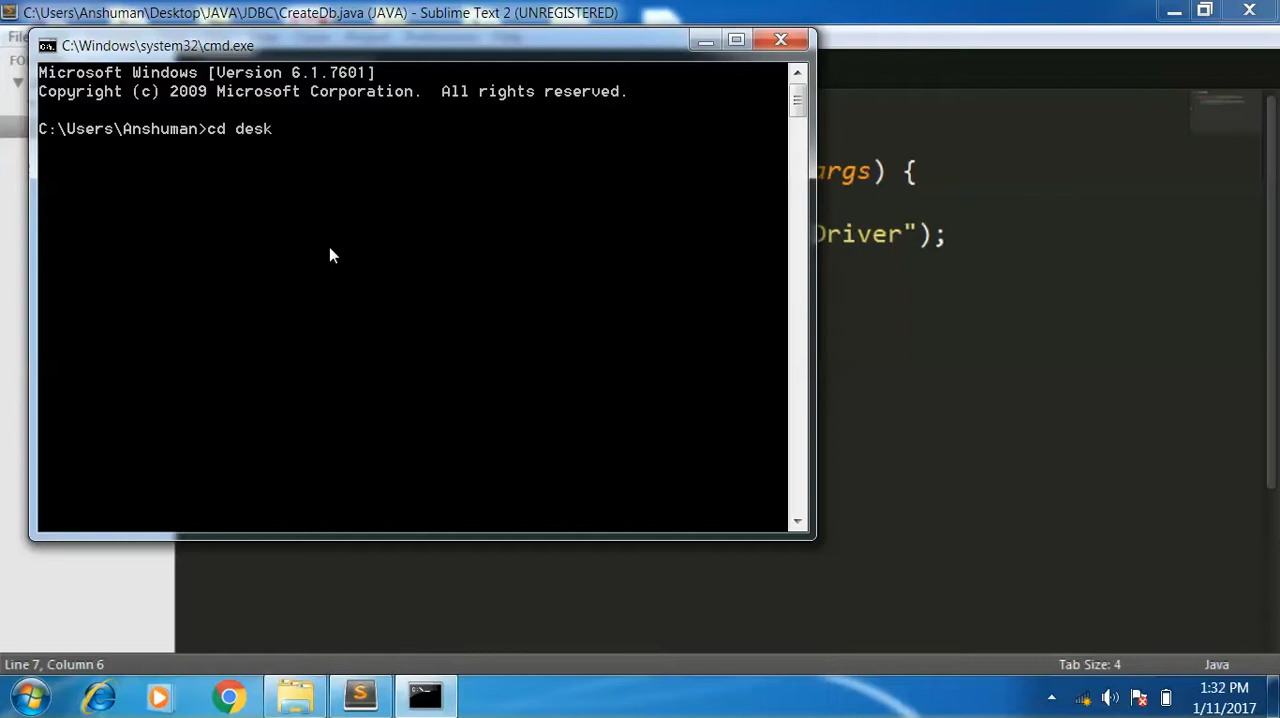 C:\Users\Anshuman\Desktop\JAVA\JDBC\CreateDb.java (JAVA) - Sublime Text 2 (UNREGISTERED)
C:\Windows\system32\cmd.exe
Microsoft Windows [Version 6.1.7601]
Copyright (c) 2009 Microsoft Corporation.  All rights reserved.
C:\Users\Anshuman>cd desk
args) {
Driver");
Line 7, Column 6
Tab Size: 4
Java
1:32 PM
1/11/2017